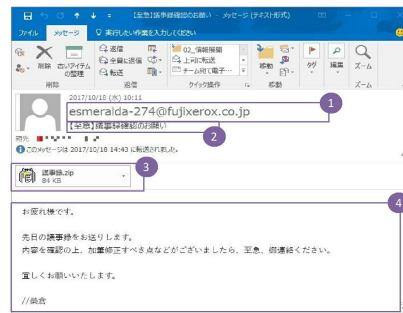 【至急】議事録確認のお願い - メッセージ (テキスト形式)
ファイル メッセージ 実行したい作業を入力してください
削除 古いアイテムの整理
返信
全員に返信
転送
02_情報展開
上司に転送
チーム宛て電子…
移動 タグ 編集 ズーム
削除 返信 クイック操作 移動 ズーム
2017/10/18 (水) 10:11
esmeralda-274@fujixerox.co.jp
1
【至急】議事録確認のお願い
2
宛先
このメッセージは 2017/10/18 14:43 に転送されました。
3
議事録.zip
84 KB
4
お疲れ様です。
先日の議事録をお送りします。
内容を確認の上、加筆修正すべき点などがございましたら、至急、御連絡ください。
宜しくお願いいたします。